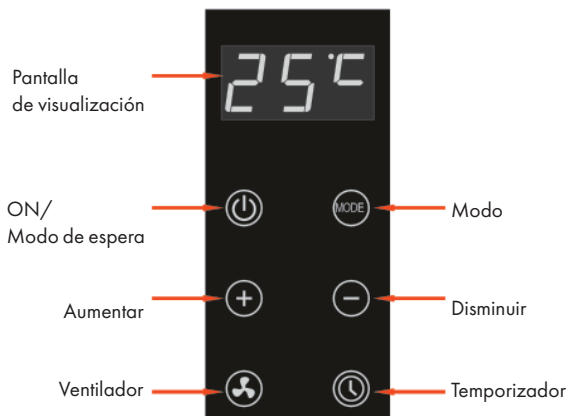 25°C
Pantalla
de visualización
ON/
Modo de espera
MODE
Modo
Aumentar
Disminuir
Ventilador
Temporizador